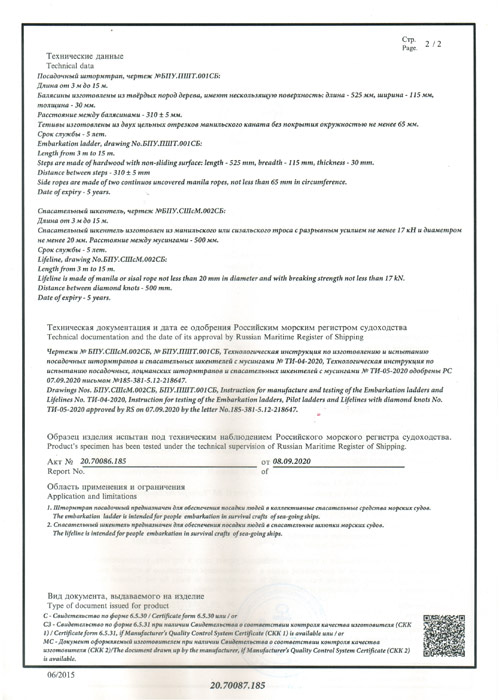 Стр.
Page. 2 / 2
Технические данные
Technical data
Посадочный штормтрап, чертеж №БПУ.ПШТ.001СБ:
Длина от 3 м до 15 м.
Балясины изготовлены из твёрдых пород дерева, имеют нескользящую поверхность: длина - 525 мм, ширина - 115 мм,
толщина - 30 мм.
Расстояние между балясинами - 310 ± 5 мм.
Тетивы изготовлены из двух цельных отрезков манильского каната без покрытия окружностью не менее 65 мм.
Срок службы - 5 лет.
Embarkation ladder, drawing No.БПУ.ПШТ.001СБ:
Length from 3 m to 15 m.
Steps are made of hardwood with non-sliding surface: length - 525 mm, breadth - 115 mm, thickness - 30 mm.
Distance between steps - 310 ± 5 mm
Side ropes are made of two continuos uncovered manila ropes, not less than 65 mm in circumference.
Date of expiry - 5 years.
Спасательный шкентель, чертеж №БПУ.СШсМ.002СБ:
Длина от 3 м до 15 м.
Спасательный шкентель изготовлен из манильского или сизальского троса с разрывным усилием не менее 17 кН и диаметром
не менее 20 мм. Расстояние между мусингами - 500 мм.
Срок службы - 5 лет.
Lifeline, drawing No.БПУ.СШсМ.002СБ:
Length from 3 m to 15 m.
Lifeline is made of manila or sisal rope not less than 20 mm in diameter and with breaking strength not less than 17 kN.
Distance between diamond knots - 500 mm.
Date of expiry - 5 years.
Техническая документация и дата ее одобрения Российским морским регистром судоходства
Technical documentation and the date of its approval by Russian Maritime Register of Shipping
Чертежи № БПУ.СШсМ.002СБ, № БПУ.ПШТ.001СБ, Технологическая инструкция по изготовлению и испытанию
посадочных штормтрапов и спасательных шкентелей с мусингами № ТИ-04-2020, Технологическая инструкция по
испытанию посадочных, лоцманских штормтрапов и спасательных шкентелей с мусингами № ТИ-05-2020 одобрены РС
07.09.2020 письмом №185-381-5.12-218647.
Drawings Nos. БПУ.СШсМ.002СБ, БПУ.ПШТ.001СБ, Instruction for manufacture and testing of the Embarkation ladders and
Lifelines No. ТИ-04-2020, Instruction for testing of the Embarkation ladders, Pilot ladders and Lifelines with diamond knots No.
ТИ-05-2020 approved by RS on 07.09.2020 by the letter No.185-381-5.12-218647.
Образец изделия испытан под техническим наблюдением Российского морского регистра судоходства.
Product's specimen has been tested under the technical supervision of Russian Maritime Register of Shipping.
Акт № 20.70086.185 от 08.09.2020
Report No. of
Область применения и ограничения
Application and limitations
1. Штормтрап посадочный предназначен для обеспечения посадки людей в коллективные спасательные средства морских судов.
The embarkation ladder is intended for people embarkation in survival crafts of sea-going ships.
2. Спасательные шкентели предназначен для обеспечения посадки людей в спасательные шлюпки морских судов.
The lifeline is intended for people embarkation in survival crafts of sea-going ships.
Вид документа, выдаваемого на изделие
Type of document issued for product
С - Свидетельство по форме 6.5.30 / Certificate form 6.5.30 или / or
СЗ - Свидетельство по форме 6.5.31 при наличии Свидетельства о соответствии контроля качества изготовителя (СКК
1) / Certificate form 6.5.31, if Manufacturer's Quality Control System Certificate (СКК 1) is available или / or
МС - Документ оформляемый изготовителем при наличии Свидетельства о соответствии контроля качества
изготовителя (СКК 2)/The document drawn up by the manufacturer, if Manufacturer's Quality Control System Certificate (СКК 2)
is available.
06/2015
20.70087.185